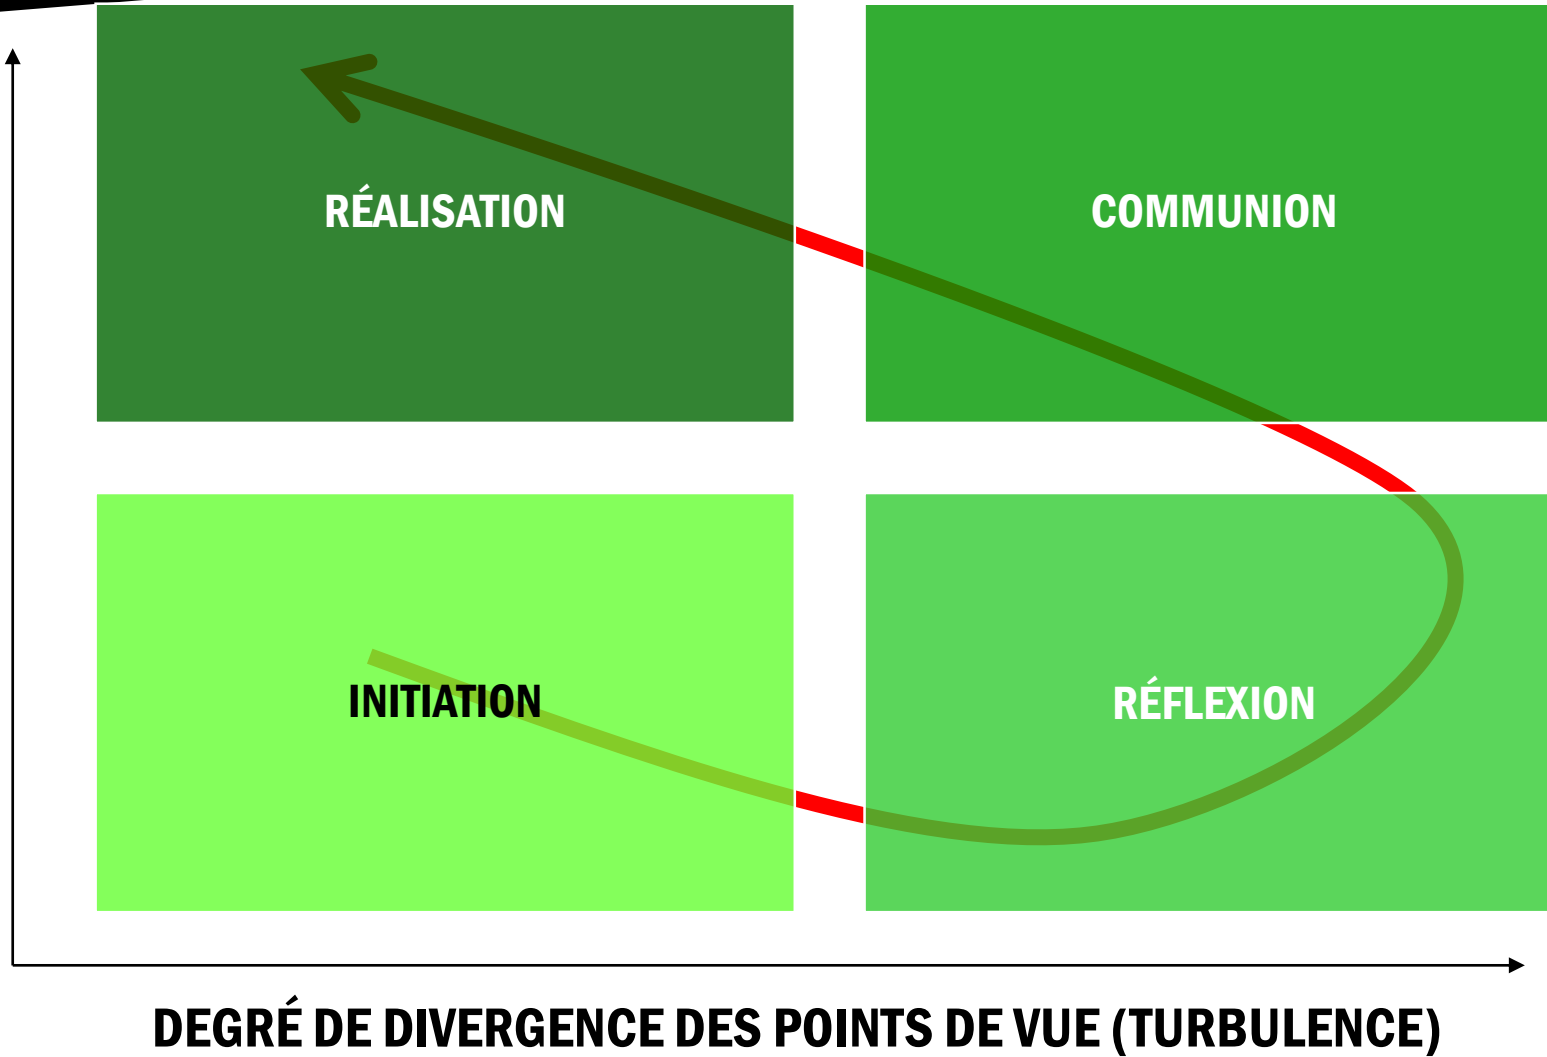 RÉALISATION
COMMUNION
INITIATION
RÉFLEXION
DEGRÉ DE DIVERGENCE DES POINTS DE VUE (TURBULENCE)